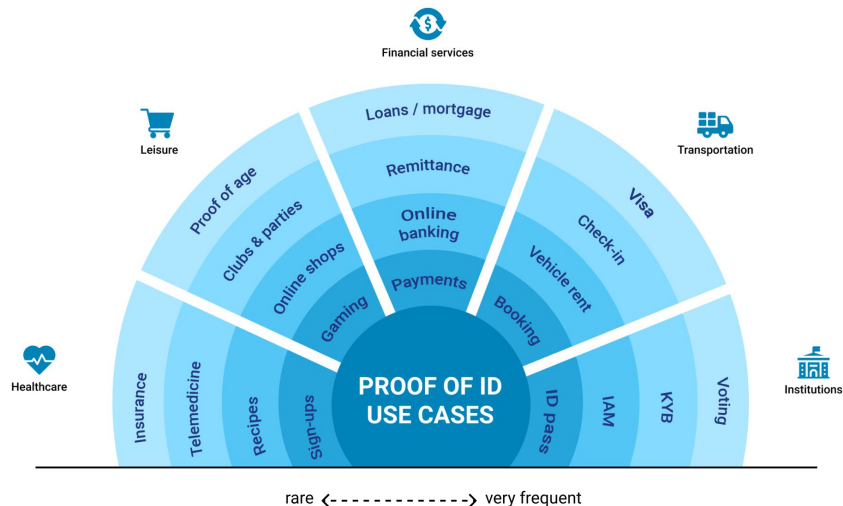 Financial services
Leisure
Transportation
Healthcare
Institutions
Insurance
Telemedicine
Recipes
Sign-ups
Proof of age
Clubs & parties
Online shops
Gaming
Loans / mortgage
Remittance
Online
banking
Payments
Visa
Check-in
Vehicle rent
Booking
ID pass
IAM
KYB
Voting
PROOF OF ID
USE CASES
rare <-----------> very frequent